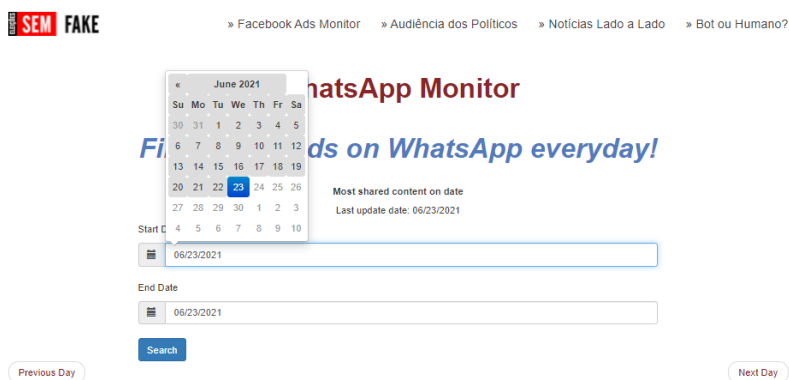 eleições SEM FAKE
» Facebook Ads Monitor » Audiência dos Políticos » Notícias Lado a Lado » Bot ou Humano?
hatsApp Monitor
Fi ds on WhatsApp everyday!
« June 2021
Su Mo Tu We Th Fr Sa
30 31 1 2 3 4 5
6 7 8 9 10 11 12
13 14 15 16 17 18 19
20 21 22 23 24 25 26
27 28 29 30 1 2 3
4 5 6 7 8 9 10
Most shared content on date
Last update date: 06/23/2021
Start D
06/23/2021
End Date
06/23/2021
Search
Previous Day
Next Day